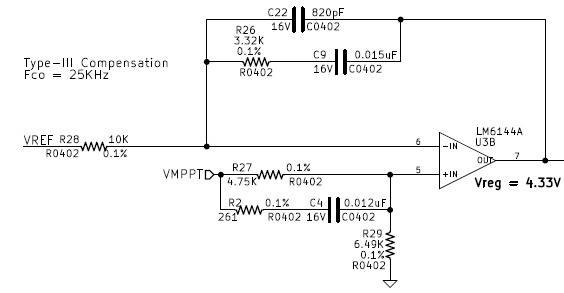 C22 820pF
16V C0402
R26
3.32K
0.1%
R0402
C9 0.015uF
16V C0402
Type-III Compensation
Fco = 25KHz
VREF R28 10K
R0402 0.1%
6 -IN
LM6144A
U3B
OUT 7
5 +IN
Vreg = 4.33V
VMPPT R27 0.1%
4.75K R0402
R2 0.1% C4 0.012uF
261 R0402 16V C0402
R29
6.49K
0.1%
R0402